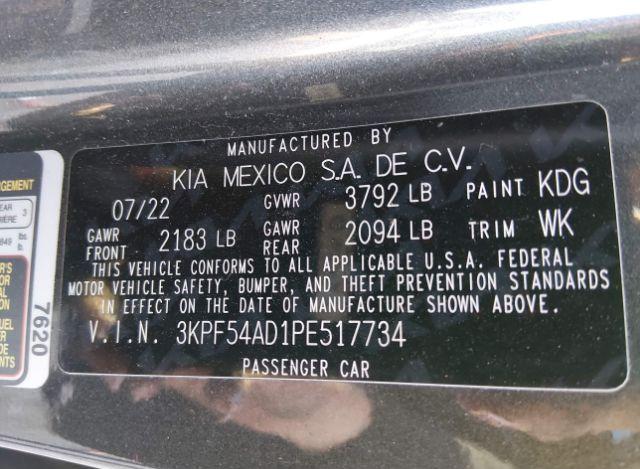 MANUFACTURED BY
KIA MEXICO S.A. DE C.V.
07/22 GVWR 3792 LB PAINT KDG
GAWR FRONT 2183 LB GAWR REAR 2094 LB TRIM WK
THIS VEHICLE CONFORMS TO ALL APPLICABLE U.S.A. FEDERAL
MOTOR VEHICLE SAFETY, BUMPER, AND THEFT PREVENTION STANDARDS
IN EFFECT ON THE DATE OF MANUFACTURE SHOWN ABOVE.
V.I.N. 3KPF54AD1PE517734
PASSENGER CAR
7620
3
lbs.